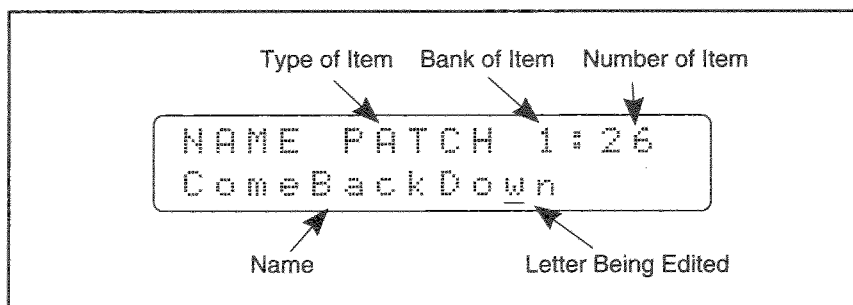 Type of Item Bank of Item Number of Item
NAME PATCH 1:26
ComeBackDown
Name Letter Being Edited